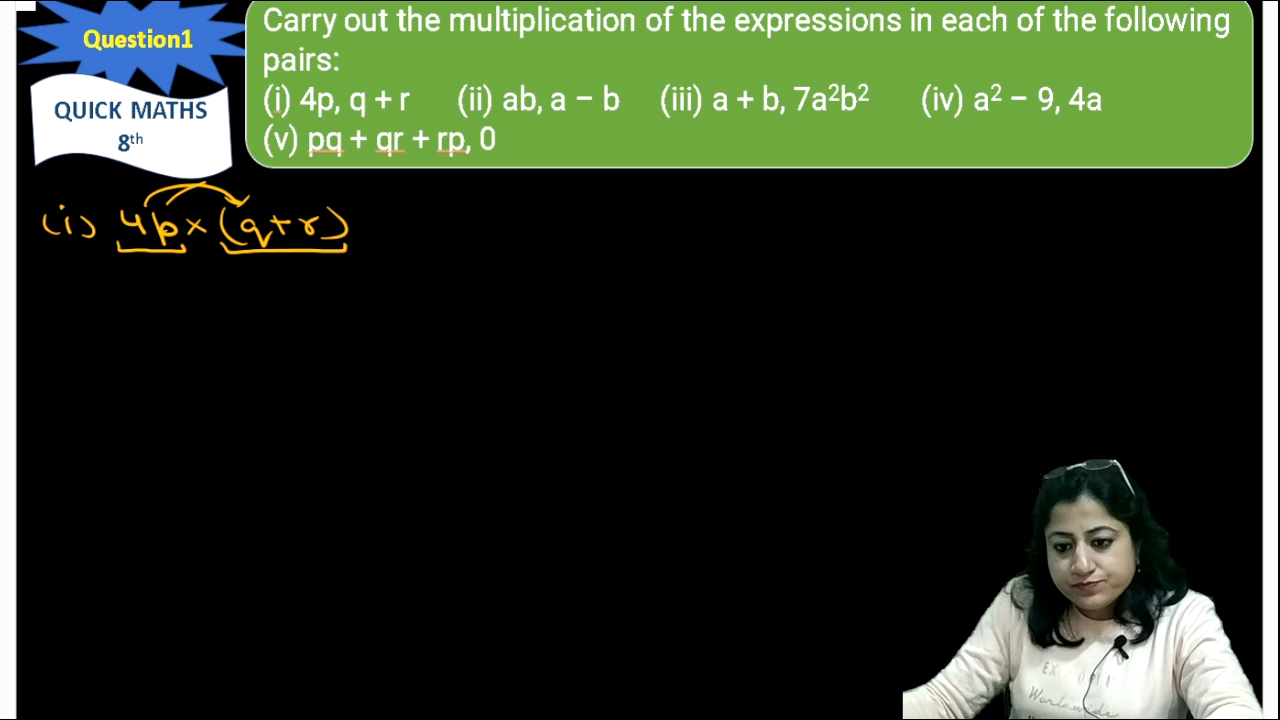 Question1
QUICK MATHS
8th
Carry out the multiplication of the expressions in each of the following
pairs:
(i) 4p, q + r (ii) ab, a – b (iii) a + b, 7a²b² (iv) a² – 9, 4a
(v) pq + qr + rp, 0
(i) 4p × (q+r)